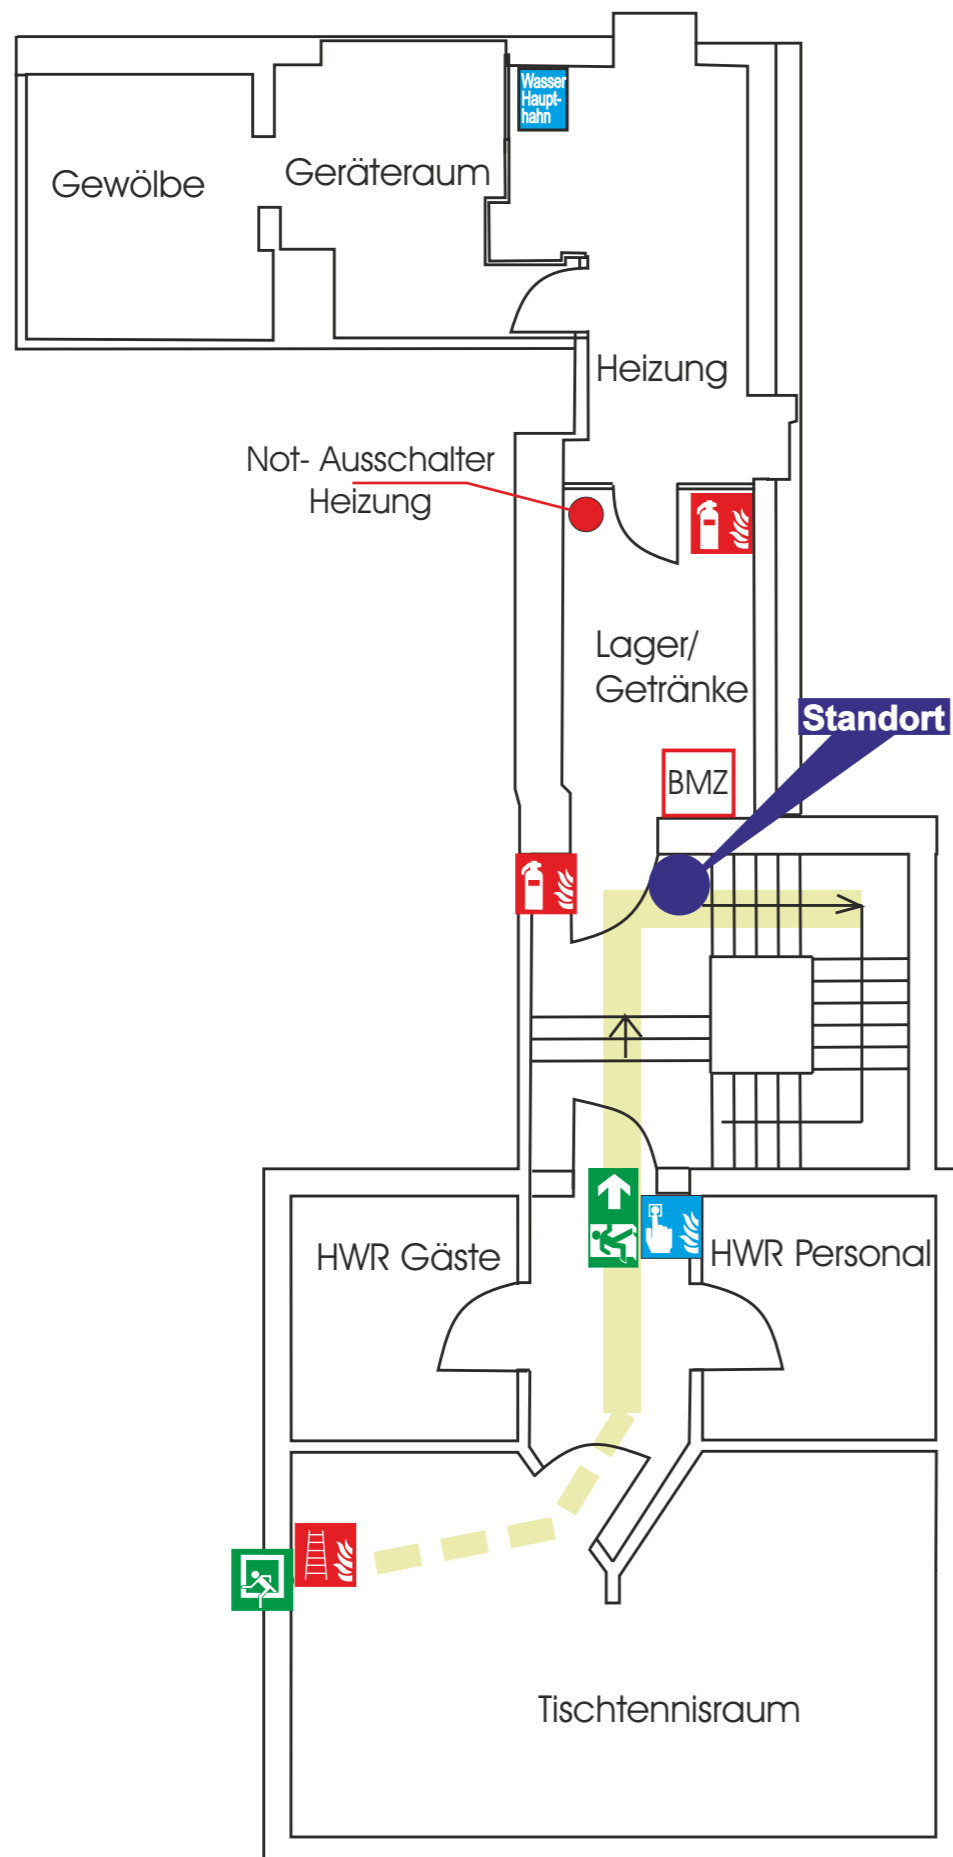 Wasser
Haupt-
hahn
Gewölbe
Geräteraum
Heizung
Not- Ausschalter
Heizung
Lager/
Getränke
Standort
BMZ
HWR Gäste
HWR Personal
Tischtennisraum